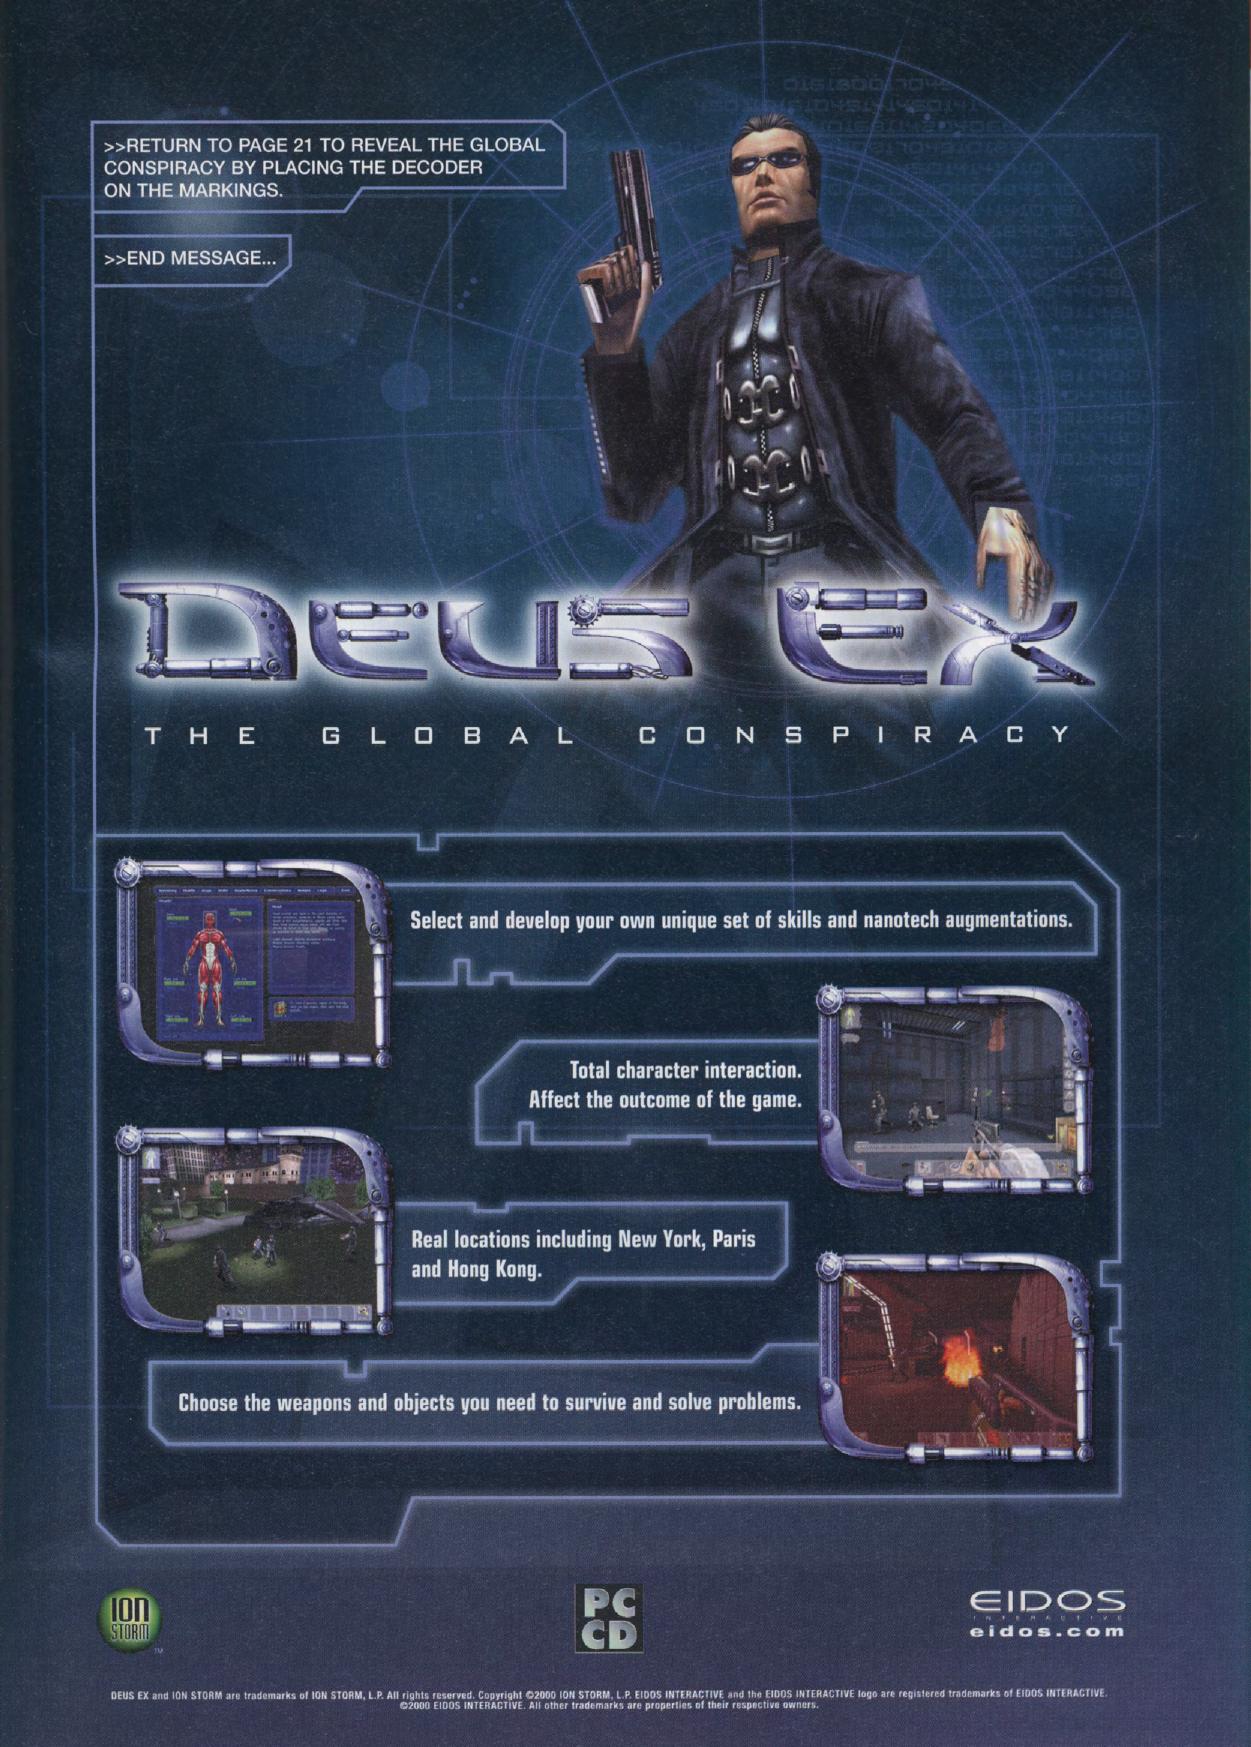 >>RETURN TO PAGE 21 TO REVEAL THE GLOBAL
CONSPIRACY BY PLACING THE DECODER
ON THE MARKINGS.
>>END MESSAGE...
DEUS EX
THE GLOBAL CONSPIRACY
Select and develop your own unique set of skills and nanotech augmentations.
Total character interaction.
Affect the outcome of the game.
Real locations including New York, Paris
and Hong Kong.
Choose the weapons and objects you need to survive and solve problems.
ION
STORM
TM
PC
CD
EIDOS
INTERACTIVE
eidos.com
DEUS EX and ION STORM are trademarks of ION STORM, L.P. All rights reserved. Copyright ©2000 ION STORM, L.P. EIDOS INTERACTIVE and the EIDOS INTERACTIVE logo are registered trademarks of EIDOS INTERACTIVE.
©2000 EIDOS INTERACTIVE. All other trademarks are properties of their respective owners.